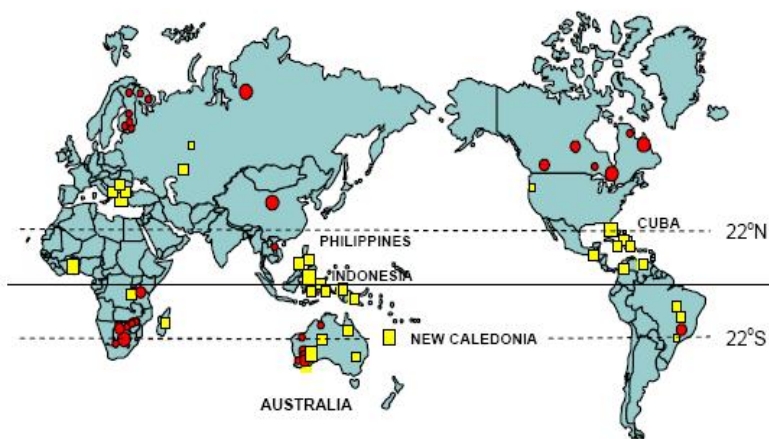 CUBA
22°N
PHILIPPINES
INDONESIA
NEW CALEDONIA
22°S
AUSTRALIA